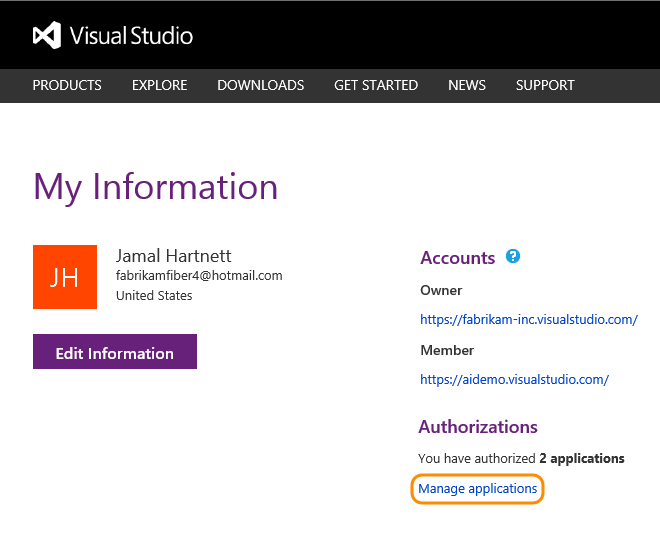 Visual Studio
PRODUCTS EXPLORE DOWNLOADS GET STARTED NEWS SUPPORT
My Information
JH
Jamal Hartnett
fabrikamfiber4@hotmail.com
United States
Edit Information
Accounts ?
Owner
https://fabrikam-inc.visualstudio.com/
Member
https://aidemo.visualstudio.com/
Authorizations
You have authorized 2 applications
Manage applications